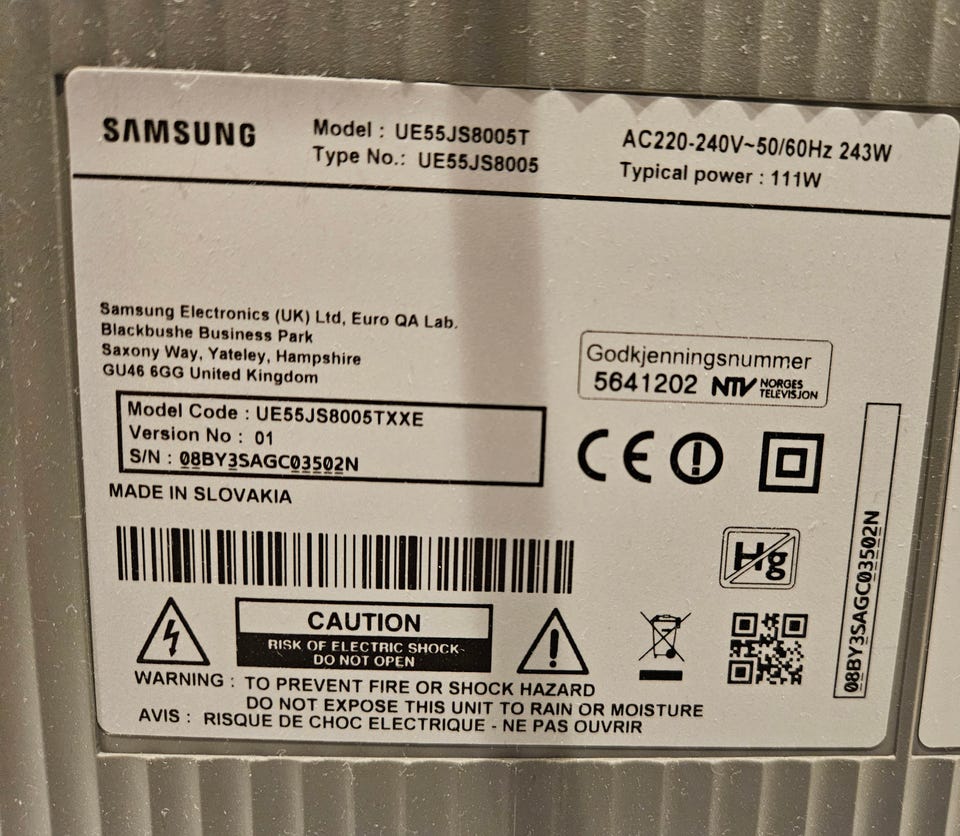 SAMSUNG
Model : UE55JS8005T
Type No.: UE55JS8005
AC220-240V~50/60Hz 243W
Typical power : 111W
Samsung Electronics (UK) Ltd, Euro QA Lab.
Blackbushe Business Park
Saxony Way, Yateley, Hampshire
GU46 6GG United Kingdom
Godkjenningsnummer
5641202 NTV NORGES TELEVISJON
Model Code : UE55JS8005TXXE
Version No : 01
S/N : 08BY3SAGC03502N
MADE IN SLOVAKIA
CE
Hg
08BY3SAGC03502N
CAUTION
RISK OF ELECTRIC SHOCK-
DO NOT OPEN
WARNING : TO PREVENT FIRE OR SHOCK HAZARD
DO NOT EXPOSE THIS UNIT TO RAIN OR MOISTURE
AVIS : RISQUE DE CHOC ELECTRIQUE - NE PAS OUVRIR